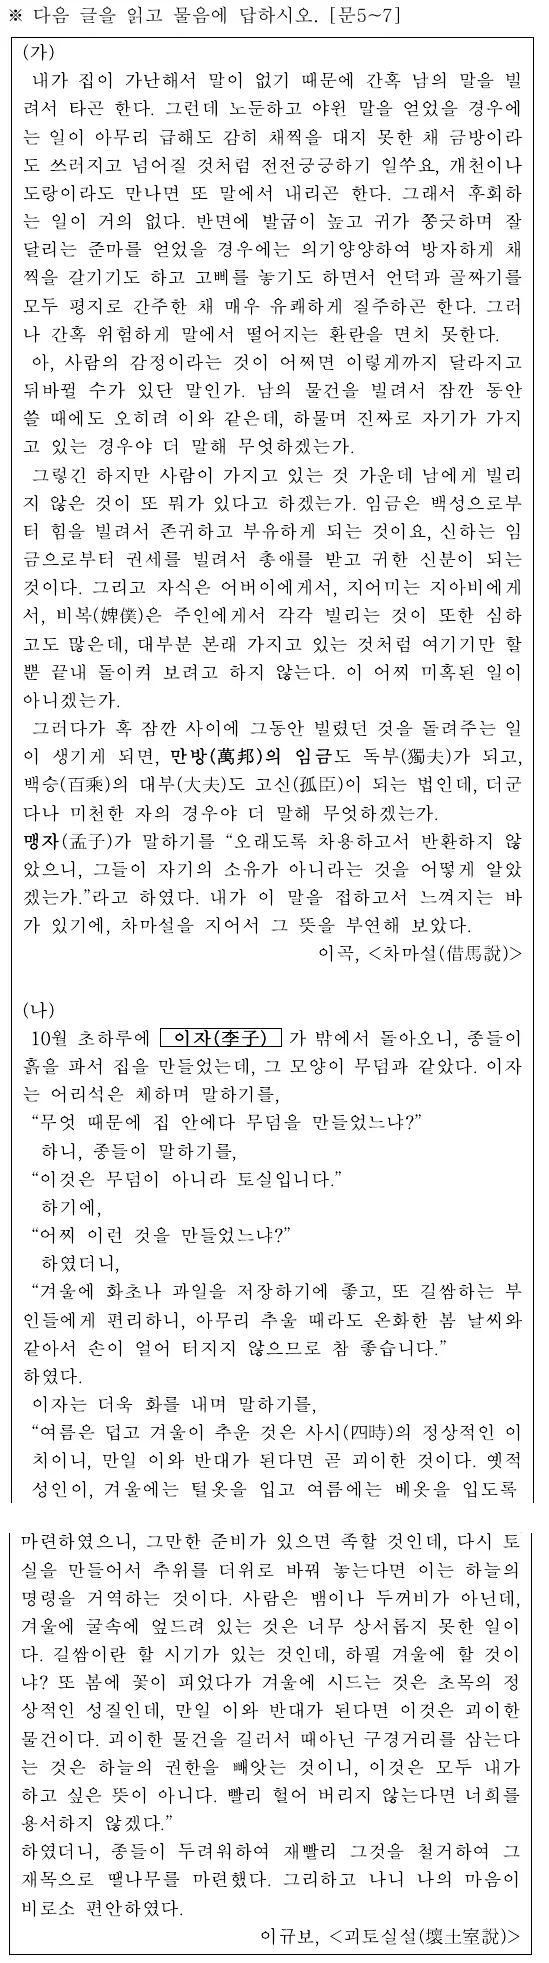 ※ 다음 글을 읽고 물음에 답하시오. [문5~7]
(가)
내가 집이 가난해서 말이 없기 때문에 간혹 남의 말을 빌
려서 타곤 한다. 그런데 노둔하고 야윈 말을 얻었을 경우에
는 일이 아무리 급해도 감히 채찍을 대지 못한 채 금방이라
도 쓰러지고 넘어질 것처럼 전전긍긍하기 일쑤요, 개천이나
도랑이라도 만나면 또 말에서 내리곤 한다. 그래서 후회하
는 일이 거의 없다. 반면에 발굽이 높고 귀가 쫑긋하며 잘
달리는 준마를 얻었을 경우에는 의기양양하여 방자하게 채
찍을 갈기기도 하고 고삐를 놓기도 하면서 언덕과 골짜기를
모두 평지로 간주한 채 매우 유쾌하게 질주하곤 한다. 그러
나 간혹 위험하게 말에서 떨어지는 환란을 면치 못한다.
아, 사람의 감정이라는 것이 어쩌면 이렇게까지 달라지고
뒤바뀔 수가 있단 말인가. 남의 물건을 빌려서 잠깐 동안
쓸 때에도 오히려 이와 같은데, 하물며 진짜로 자기가 가지
고 있는 경우야 더 말해 무엇하겠는가.
그렇긴 하지만 사람이 가지고 있는 것 가운데 남에게 빌리
지 않은 것이 또 뭐가 있다고 하겠는가. 임금은 백성으로부
터 힘을 빌려서 존귀하고 부유하게 되는 것이요, 신하는 임
금으로부터 권세를 빌려서 총애를 받고 귀한 신분이 되는
것이다. 그리고 자식은 어버이에게서, 지어미는 지아비에게
서, 비복(婢僕)은 주인에게서 각각 빌리는 것이 또한 심하
고도 많은데, 대부분 본래 가지고 있는 것처럼 여기기만 할
뿐 끝내 돌이켜 보려고 하지 않는다. 이 어찌 미혹된 일이
아니겠는가.
그러다가 혹 잠깐 사이에 그동안 빌렸던 것을 돌려주는 일
이 생기게 되면, 만방(萬邦)의 임금도 독부(獨夫)가 되고,
백승(百乘)의 대부(大夫)도 고신(孤臣)이 되는 법인데, 더군
다나 미천한 자의 경우야 더 말해 무엇하겠는가.
맹자(孟子)가 말하기를 “오래도록 차용하고서 반환하지 않
았으니, 그들이 자기의 소유가 아니라는 것을 어떻게 알았
겠는가.”라고 하였다. 내가 이 말을 접하고서 느껴지는 바
가 있기에, 차마설을 지어서 그 뜻을 부연해 보았다.
이곡, <차마설(借馬說)>
(나)
10월 초하루에 이자(李子) 가 밖에서 돌아오니, 종들이
흙을 파서 집을 만들었는데, 그 모양이 무덤과 같았다. 이자
는 어리석은 체하며 말하기를,
“무엇 때문에 집 안에다 무덤을 만들었느냐?”
하니, 종들이 말하기를,
“이것은 무덤이 아니라 토실입니다.”
하기에,
“어찌 이런 것을 만들었느냐?”
하였더니,
“겨울에 화초나 과일을 저장하기에 좋고, 또 길쌈하는 부
인들에게 편리하니, 아무리 추울 때라도 온화한 봄 날씨와
같아서 손이 얼어 터지지 않으므로 참 좋습니다.”
하였다.
이자는 더욱 화를 내며 말하기를,
“여름은 덥고 겨울이 추운 것은 사시(四時)의 정상적인 이
치이니, 만일 이와 반대가 된다면 곧 괴이한 것이다. 옛적
성인이, 겨울에는 털옷을 입고 여름에는 베옷을 입도록
마련하였으니, 그만한 준비가 있으면 족할 것인데, 다시 토
실을 만들어서 추위를 더위로 바꿔 놓는다면 이는 하늘의
명령을 거역하는 것이다. 사람은 뱀이나 두꺼비가 아닌데,
겨울에 굴속에 엎드려 있는 것은 너무 상서롭지 못한 일이
다. 길쌈이란 할 시기가 있는 것인데, 하필 겨울에 할 것이
냐? 또 봄에 꽃이 피었다가 겨울에 시드는 것은 초목의 정
상적인 성질인데, 만일 이와 반대가 된다면 이것은 괴이한
물건이다. 괴이한 물건을 길러서 때아닌 구경거리를 삼는다
는 것은 하늘의 권한을 빼앗는 것이니, 이것은 모두 내가
하고 싶은 뜻이 아니다. 빨리 헐어 버리지 않는다면 너희를
용서하지 않겠다.”
하였더니, 종들이 두려워하여 재빨리 그것을 철거하여 그
재목으로 땔나무를 마련했다. 그리하고 나니 나의 마음이
비로소 편안하였다.
이규보, <괴토실설(壞土室說)>